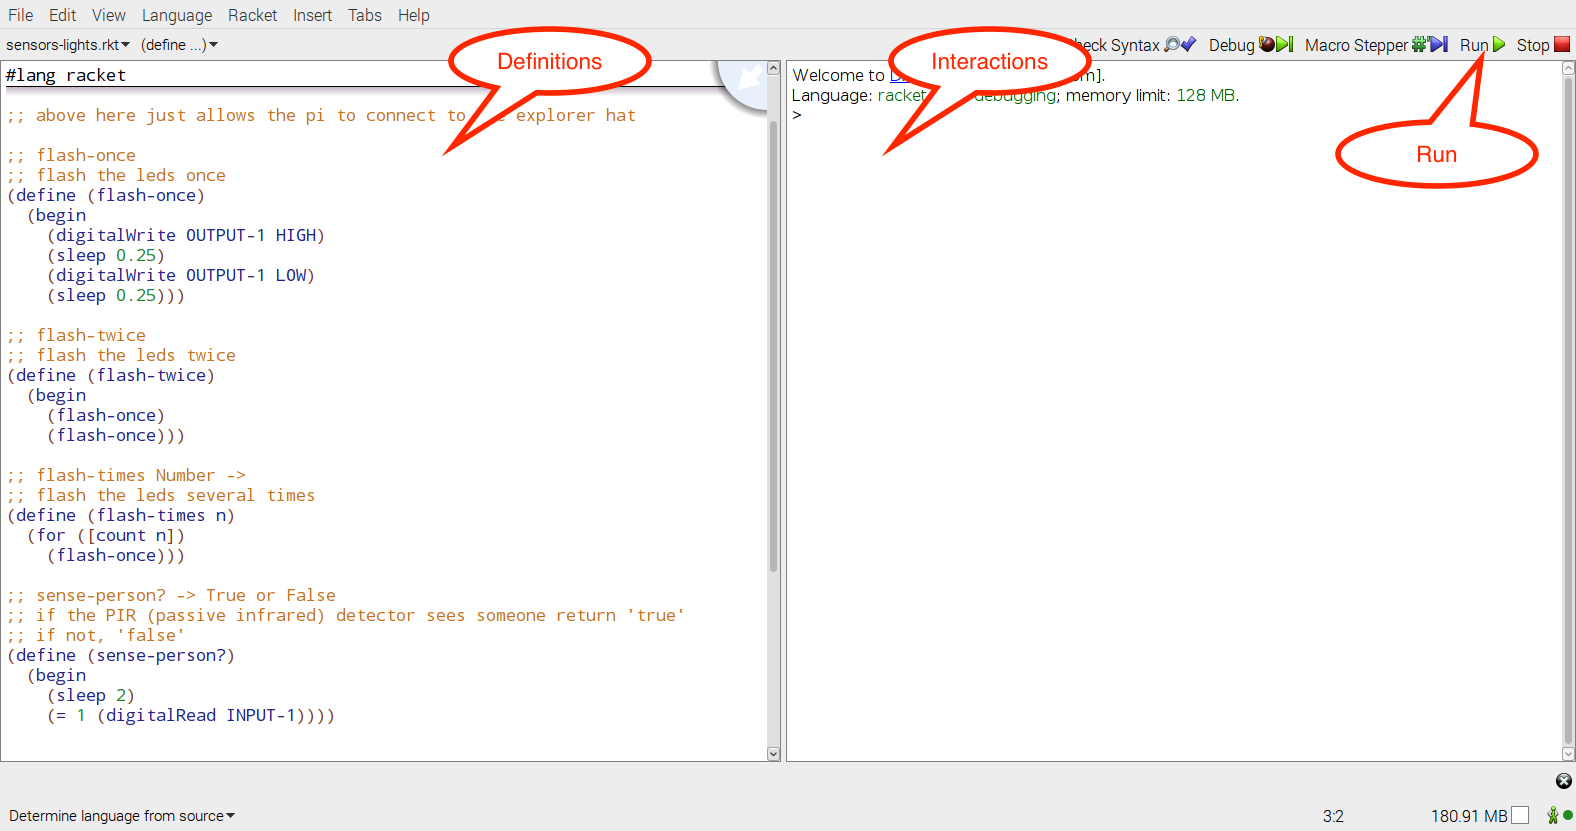 File Edit View Language Racket Insert Tabs Help
sensors-lights.rkt (define ...) Check Syntax Debug Macro Stepper Run Stop
Definitions
Interactions
Run
#lang racket
;; above here just allows the pi to connect to explorer hat
;; flash-once
;; flash the leds once
(define (flash-once)
(begin
(digitalWrite OUTPUT-1 HIGH)
(sleep 0.25)
(digitalWrite OUTPUT-1 LOW)
(sleep 0.25)))
;; flash-twice
;; flash the leds twice
(define (flash-twice)
(begin
(flash-once)
(flash-once)))
;; flash-times Number ->
;; flash the leds several times
(define (flash-times n)
(for ([count n])
(flash-once)))
;; sense-person? -> True or False
;; if the PIR (passive infrared) detector sees someone return 'true'
;; if not, 'false'
(define (sense-person?)
(begin
(sleep 2)
(= 1 (digitalRead INPUT-1))))
Welcome to
Language: racket debugging; memory limit: 128 MB.
>
Determine language from source 3:2 180.91 MB